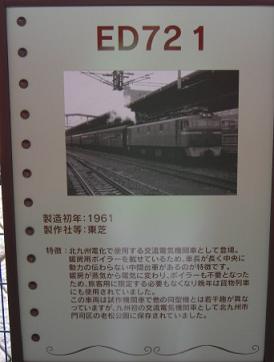 ED72 1
製造初年：1961
製作社等：東芝
特徴：北九州電化で使用する交流電気機関車として登場。
暖房用ボイラーを載せているため、車長が長く中央に
動力の伝わらない中間台車があるのが特徴です。
暖房が蒸気から電気に変わり、ボイラーも不要となった
ため、旅客用に限定する必要もなくなり晩年は貨物列車
にも使用されていました。
この車両は試作機関車で他の同型機とは若干趣が異な
っていますが、九州初の交流電気機関車として北九州市
門司区の老松公園に保存されていました。